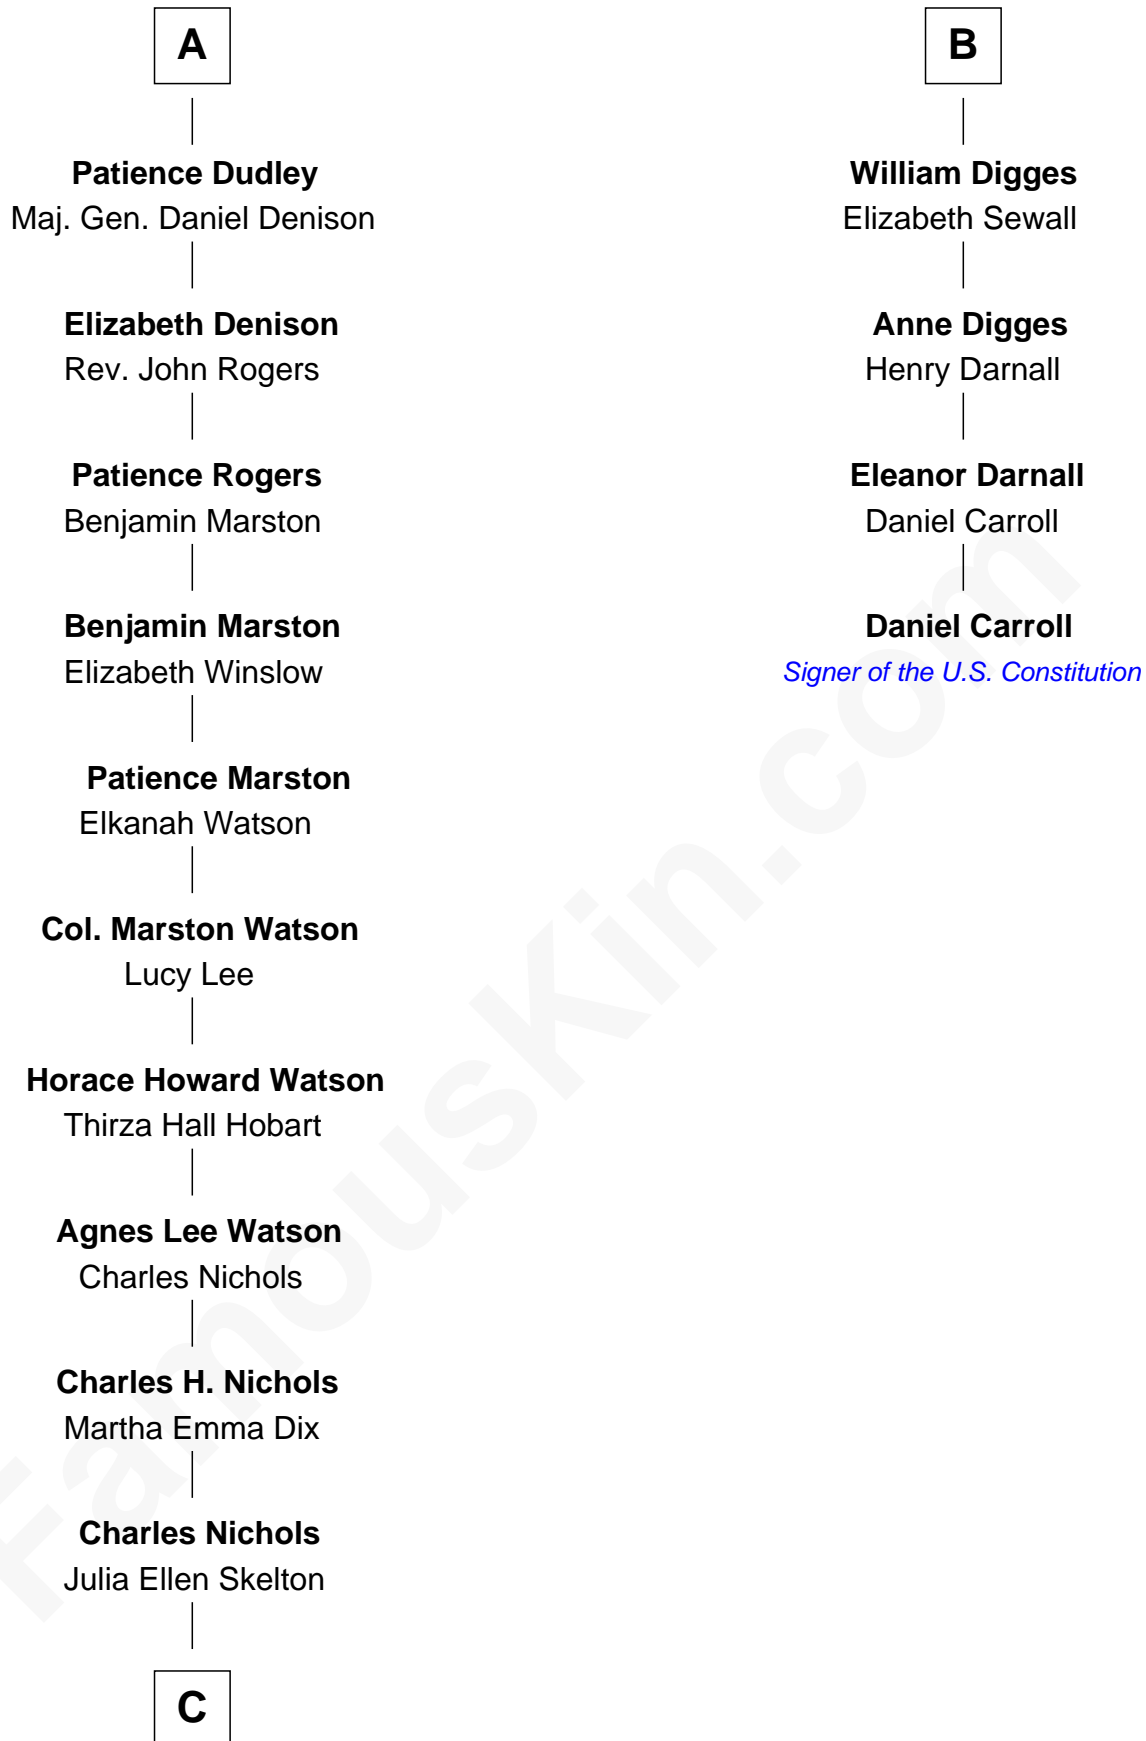 A
Patience Dudley
Maj. Gen. Daniel Denison
Elizabeth Denison
Rev. John Rogers
Patience Rogers
Benjamin Marston
Benjamin Marston
Elizabeth Winslow
Patience Marston
Elkanah Watson
Col. Marston Watson
Lucy Lee
Horace Howard Watson
Thirza Hall Hobart
Agnes Lee Watson
Charles Nichols
Charles H. Nichols
Martha Emma Dix
Charles Nichols
Julia Ellen Skelton
C
B
William Digges
Elizabeth Sewall
Anne Digges
Henry Darnall
Eleanor Darnall
Daniel Carroll
Daniel Carroll
Signer of the U.S. Constitution
FamousKin.com